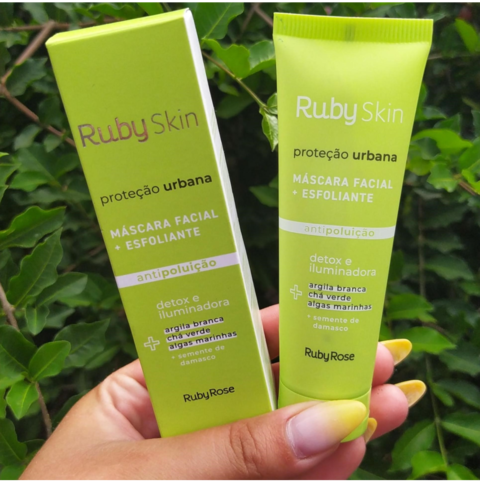 Ruby Skin
proteção urbana
MÁSCARA FACIAL
+ ESFOLIANTE
antipoluição
detox e
iluminadora
+ argila branca
chá verde
algas marinhas
+ semente de
damasco
RubyRose
Ruby Skin
proteção urbana
MÁSCARA FACIAL
+ ESFOLIANTE
antipoluição
detox e
iluminadora
+ argila branca
chá verde
algas marinhas
+ semente de
damasco
RubyRose